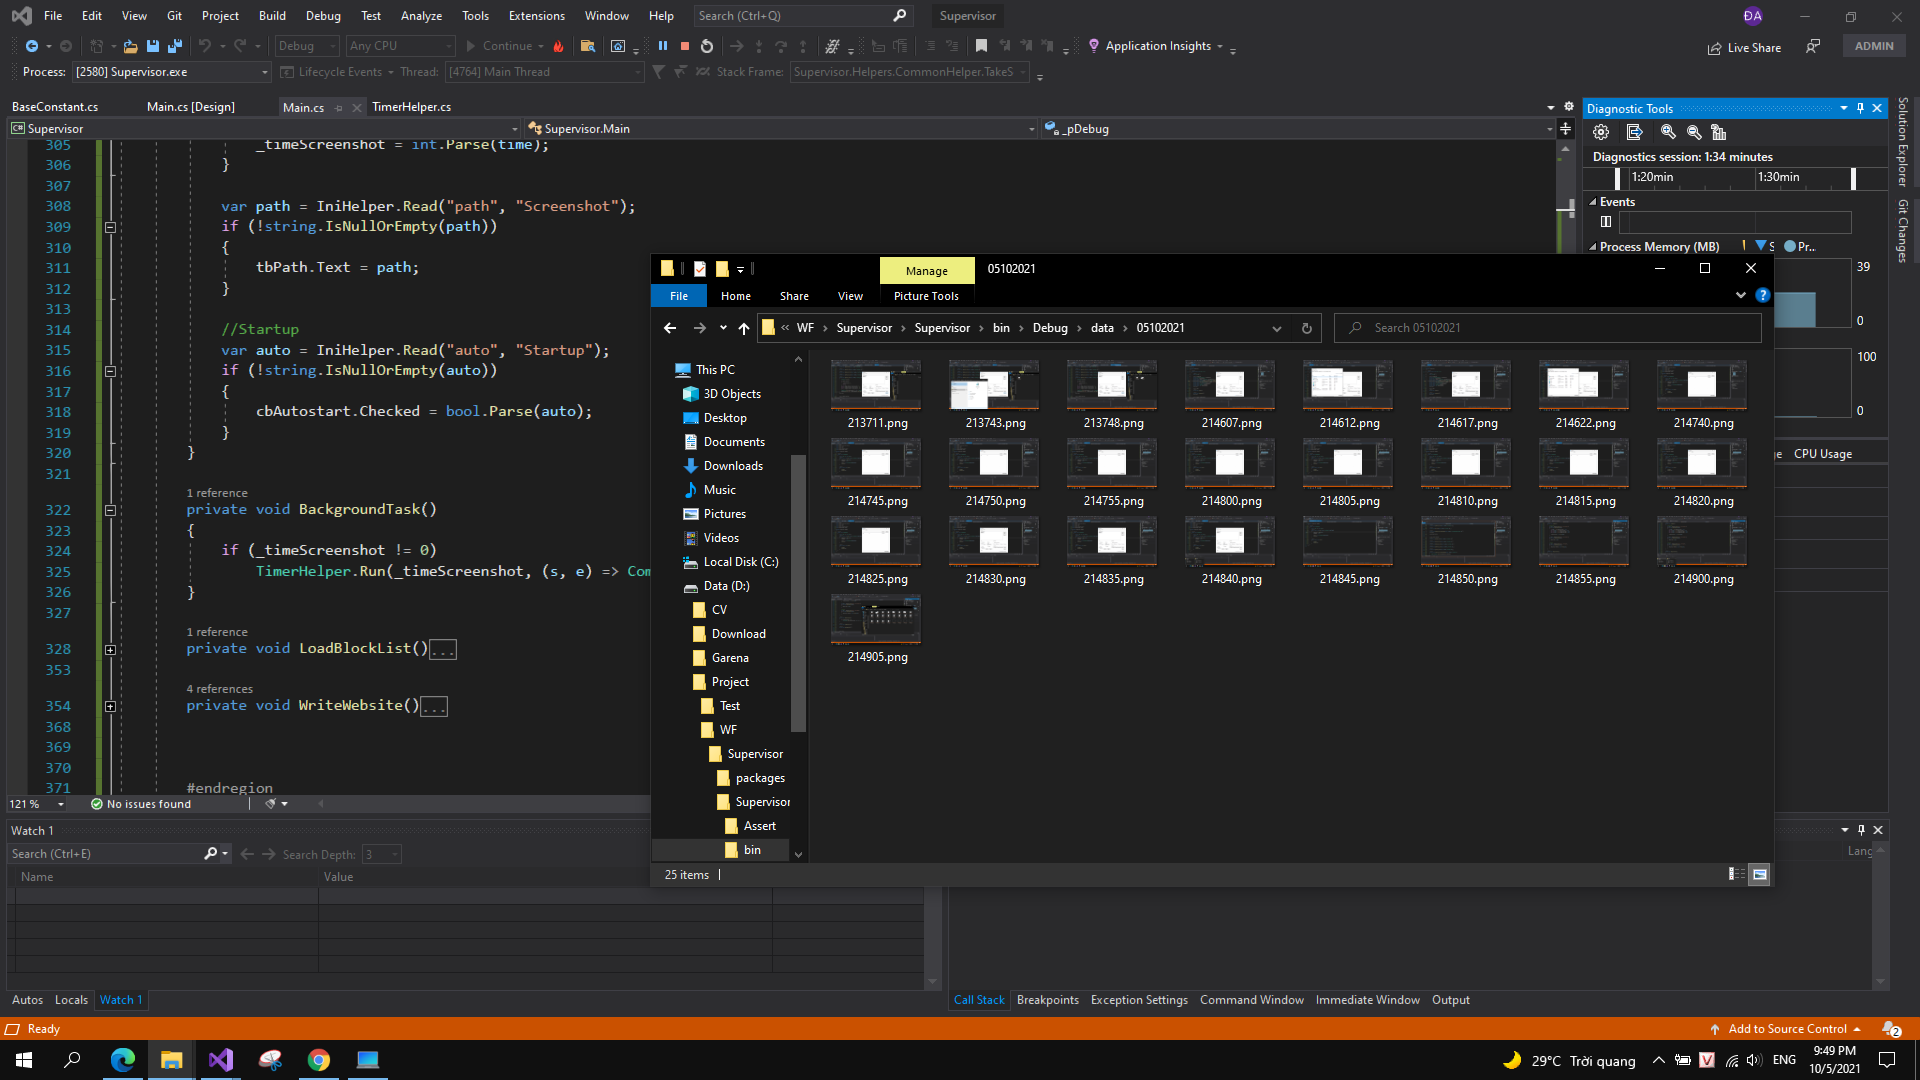 File Edit View Git Project Build Debug Test Analyze Tools Extensions Window Help Search (Ctrl+Q) Supervisor ĐA
Debug Any CPU Continue Application Insights Live Share ADMIN
Process: [2580] Supervisor.exe Lifecycle Events Thread: [4764] Main Thread Stack Frame: Supervisor.Helpers.CommonHelper.TakeS
BaseConstant.cs Main.cs [Design] Main.cs TimerHelper.cs
Supervisor Supervisor.Main _pDebug
305 _timeScreenshot = int.Parse(time);
306 }
307
308 var path = IniHelper.Read("path", "Screenshot");
309 if (!string.IsNullOrEmpty(path))
310 {
311 tbPath.Text = path;
312 }
313
314 //Startup
315 var auto = IniHelper.Read("auto", "Startup");
316 if (!string.IsNullOrEmpty(auto))
317 {
318 cbAutostart.Checked = bool.Parse(auto);
319 }
320 }
321
1 reference
322 private void BackgroundTask()
323 {
324 if (_timeScreenshot != 0)
325 TimerHelper.Run(_timeScreenshot, (s, e) => Com
326 }
327
1 reference
328 private void LoadBlockList()...
353
4 references
354 private void WriteWebsite()...
368
369
370
371 #endregion
121 % No issues found
Watch 1
Search (Ctrl+E) Search Depth: 3
Name Value
Autos Locals Watch 1
Manage 05102021
File Home Share View Picture Tools
« WF › Supervisor › Supervisor › bin › Debug › data › 05102021 Search 05102021
This PC
3D Objects
Desktop
Documents
Downloads
Music
Pictures
Videos
Local Disk (C:)
Data (D:)
CV
Download
Garena
Project
Test
WF
Supervisor
packages
Supervisor
Assert
bin
213711.png 213743.png 213748.png 214607.png 214612.png 214617.png 214622.png 214740.png
214745.png 214750.png 214755.png 214800.png 214805.png 214810.png 214815.png 214820.png
214825.png 214830.png 214835.png 214840.png 214845.png 214850.png 214855.png 214900.png
214905.png
25 items
Diagnostic Tools
Diagnostics session: 1:34 minutes
1:20min 1:30min
Events
Process Memory (MB) S Pr...
39
0
100
0
ge CPU Usage
Lang
Solution Explorer
Git Changes
Call Stack Breakpoints Exception Settings Command Window Immediate Window Output
Ready Add to Source Control 2
29°C Trời quang V ENG 9:49 PM
10/5/2021